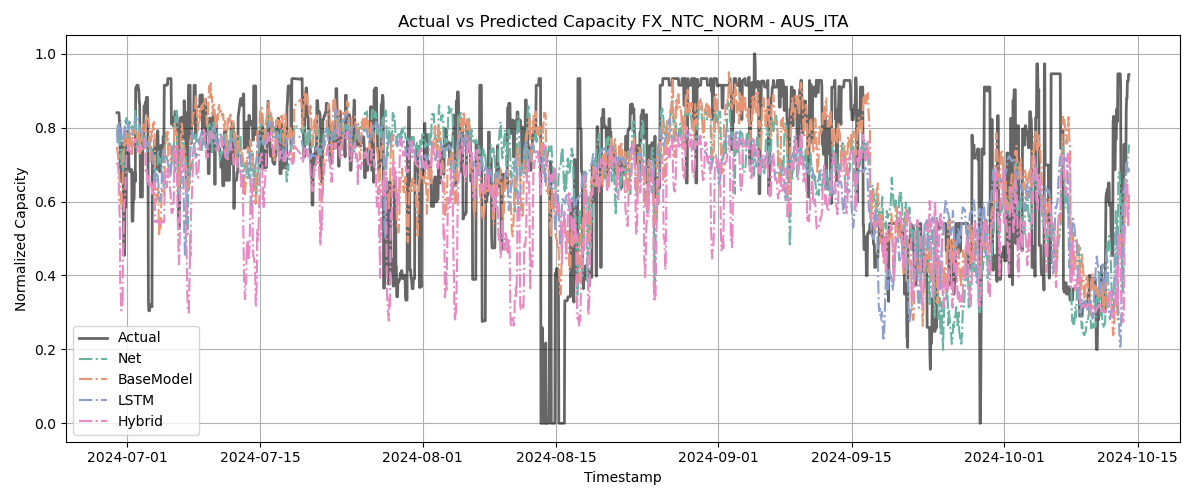 Actual vs Predicted Capacity FX_NTC_NORM - AUS_ITA
Normalized Capacity
1.0
0.8
0.6
0.4
0.2
0.0
Actual
Net
BaseModel
LSTM
Hybrid
2024-07-01 2024-07-15 2024-08-01 2024-08-15 2024-09-01 2024-09-15 2024-10-01 2024-10-15
Timestamp